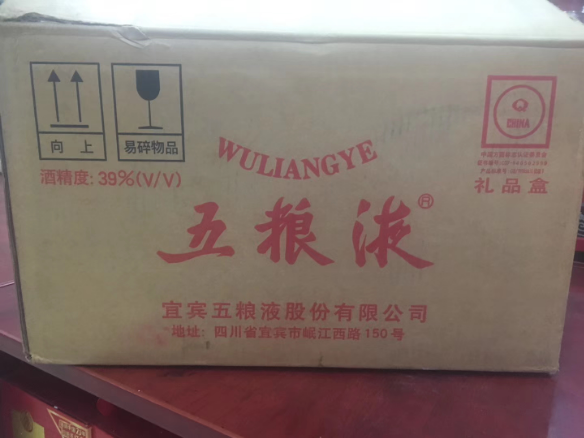 向上
易碎物品
酒精度: 39%(V/V)
WULIANGYE
Q
CHINA
礼品盒
五粮液®
宜宾五粮液股份有限公司
地址: 四川省宜宾市岷江西路150号